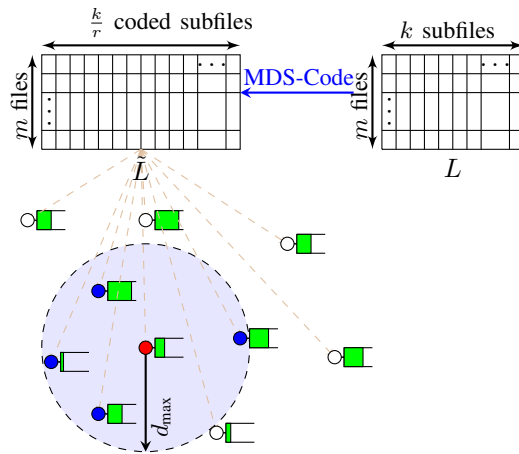 k/r coded subfiles
k subfiles
m files
. . .
MDS-Code
m files
. . .
L̃
L
d_max